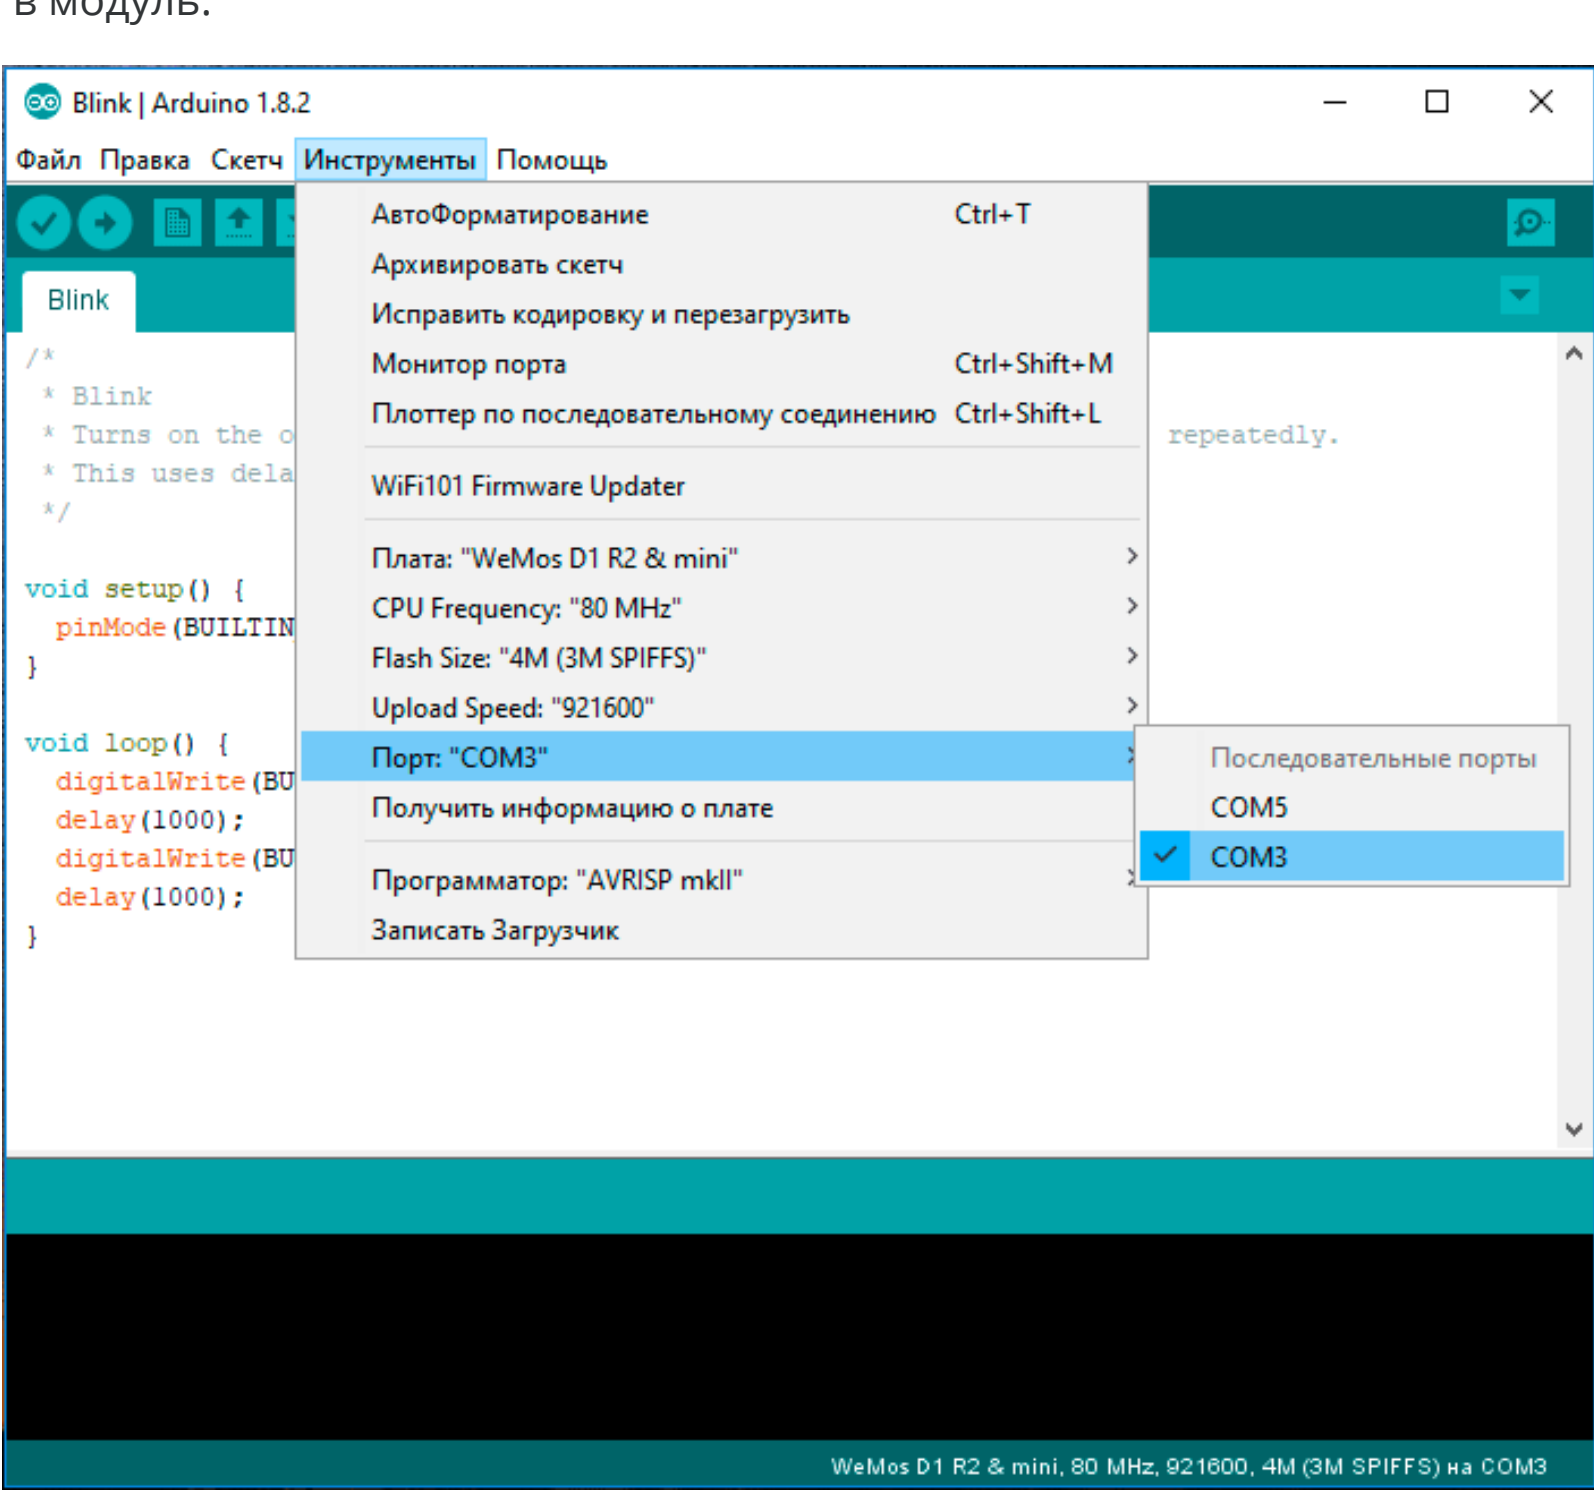 в модуль.
Blink | Arduino 1.8.2
Файл Правка Скетч Инструменты Помощь
АвтоФорматирование Ctrl+T
Архивировать скетч
Исправить кодировку и перезагрузить
Монитор порта Ctrl+Shift+M
Плоттер по последовательному соединению Ctrl+Shift+L
WiFi101 Firmware Updater
Плата: "WeMos D1 R2 & mini"
CPU Frequency: "80 MHz"
Flash Size: "4M (3M SPIFFS)"
Upload Speed: "921600"
Порт: "COM3"
Получить информацию о плате
Программатор: "AVRISP mkII"
Записать Загрузчик
Последовательные порты
COM5
COM3
Blink
/*
* Blink
* Turns on the o
repeatedly.
* This uses dela
*/
void setup() {
pinMode(BUILTIN
}
void loop() {
digitalWrite(BU
delay(1000);
digitalWrite(BU
delay(1000);
}
WeMos D1 R2 & mini, 80 MHz, 921600, 4M (3M SPIFFS) на COM3